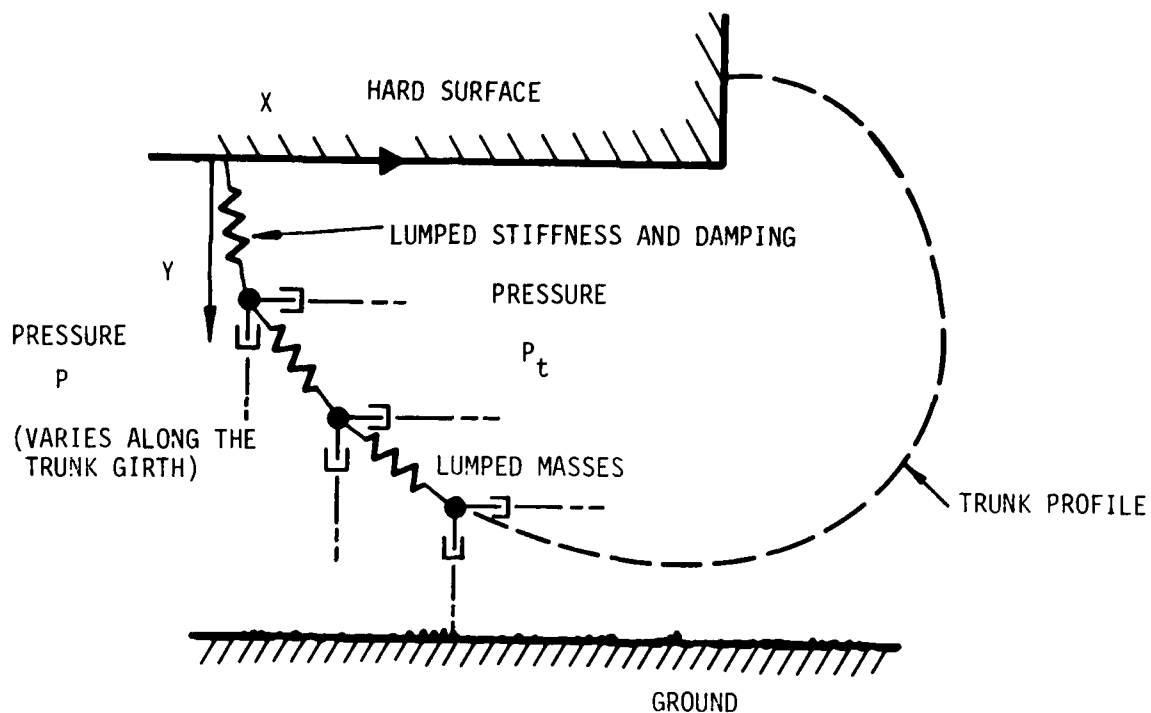 HARD SURFACE
X
LUMPED STIFFNESS AND DAMPING
Y
PRESSURE
P_t
PRESSURE
P
(VARIES ALONG THE
TRUNK GIRTH)
LUMPED MASSES
TRUNK PROFILE
GROUND